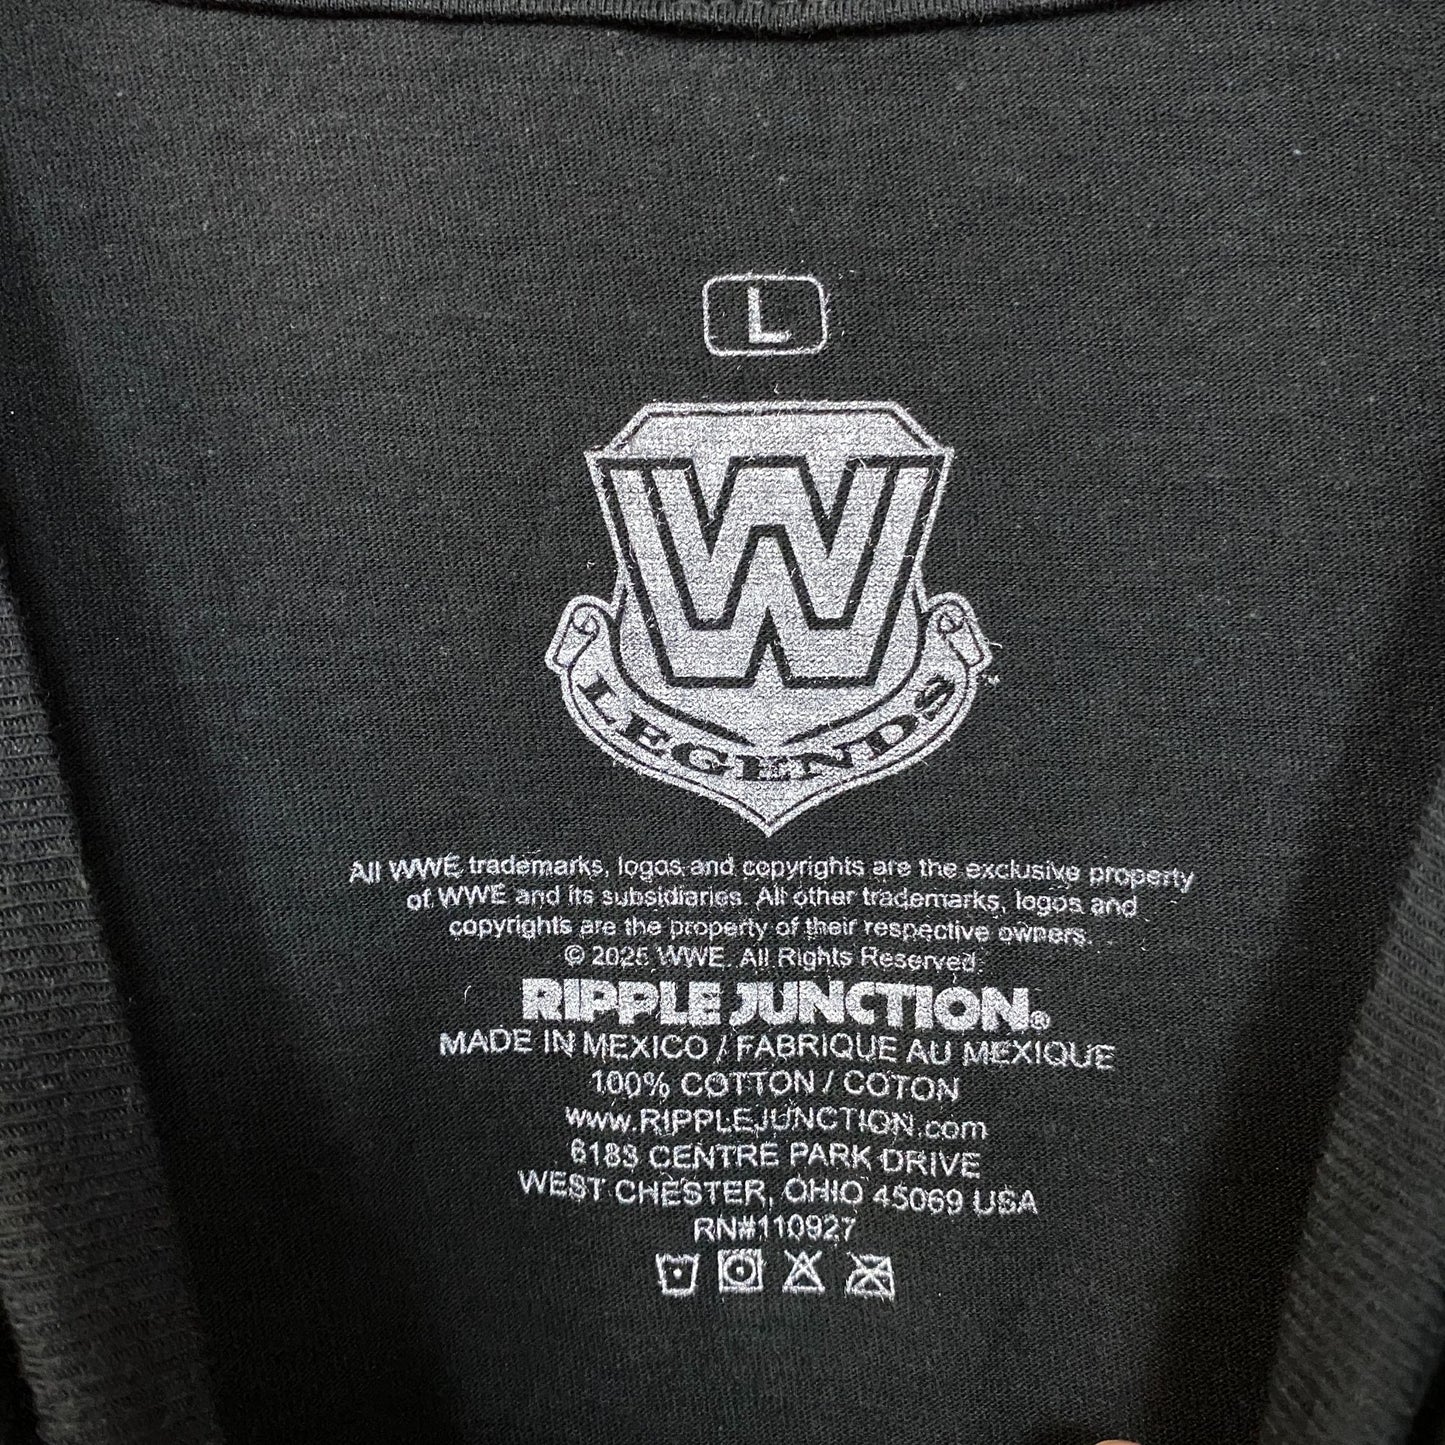 L
W
LEGENDS
All WWE trademarks, logos and copyrights are the exclusive property
of WWE and its subsidiaries. All other trademarks, logos and
copyrights are the property of their respective owners.
© 2025 WWE. All Rights Reserved.
RIPPLE JUNCTION®
MADE IN MEXICO / FABRIQUE AU MEXIQUE
100% COTTON / COTON
www.RIPPLEJUNCTION.com
6183 CENTRE PARK DRIVE
WEST CHESTER, OHIO 45069 USA
RN#110927